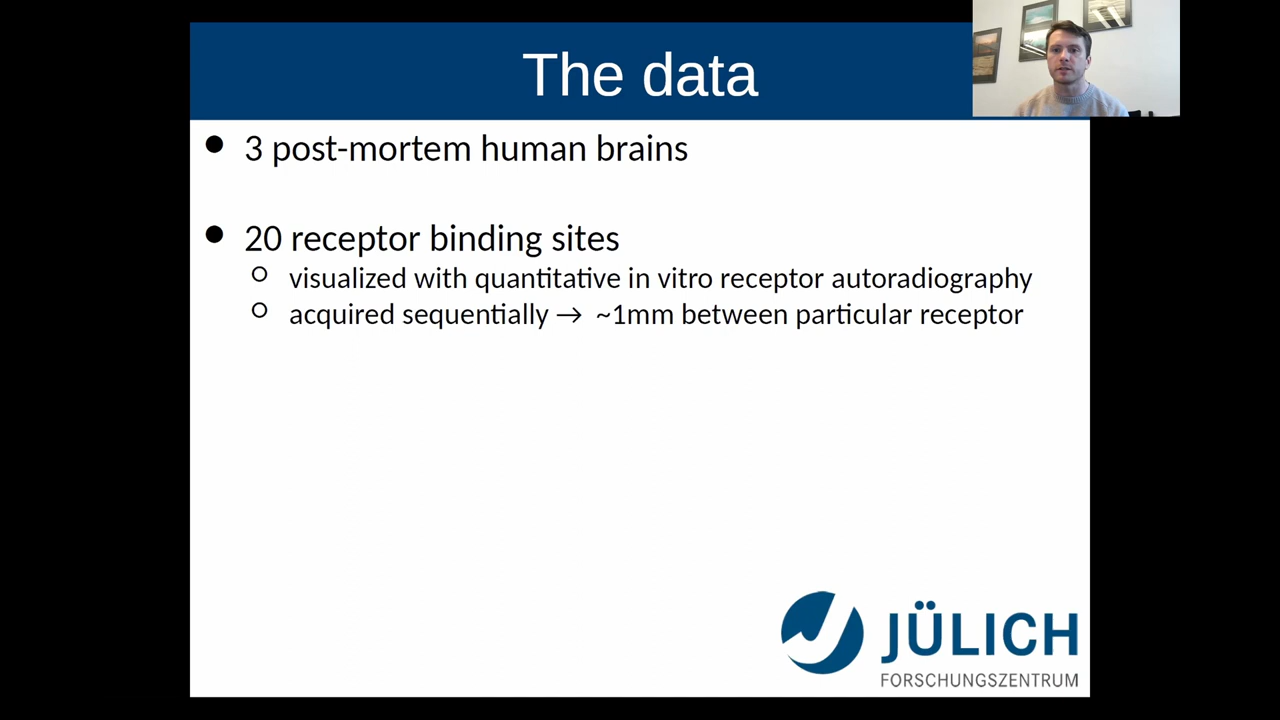 The data
● 3 post-mortem human brains
● 20 receptor binding sites
○ visualized with quantitative in vitro receptor autoradiography
○ acquired sequentially → ~1mm between particular receptor
JÜLICH
FORSCHUNGSZENTRUM